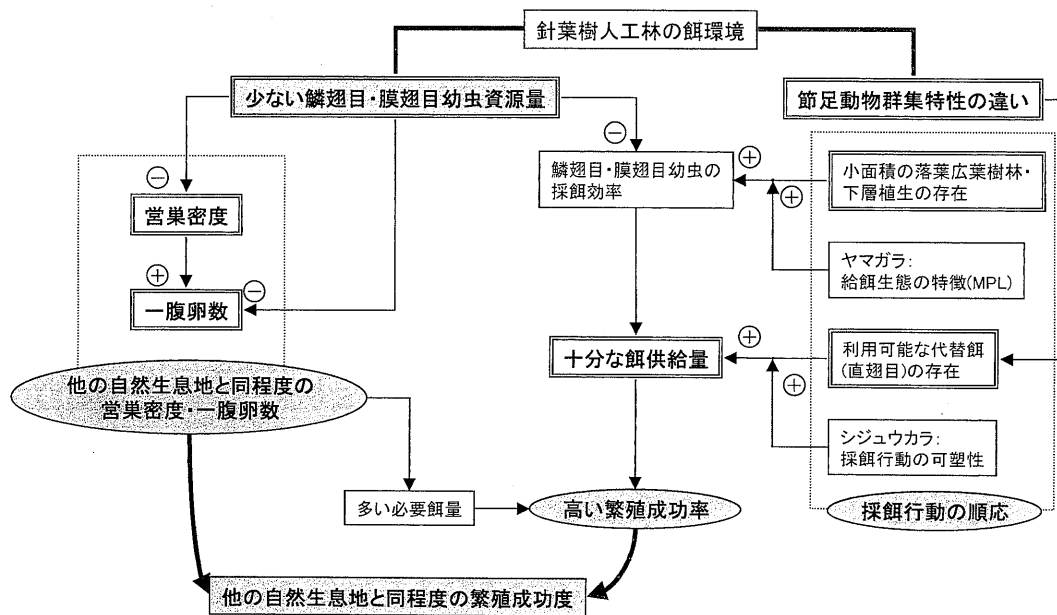 針葉樹人工林の餌環境
少ない鱗翅目・膜翅目幼虫資源量
節足動物群集特性の違い
⊖
⊖
⊕
鱗翅目・膜翅目幼虫の
採餌効率
⊕
小面積の落葉広葉樹林・
下層植生の存在
営巣密度
⊕
⊖
ヤマガラ:
給餌生態の特徴(MPL)
一腹卵数
十分な餌供給量
⊕
⊕
利用可能な代替餌
(直翅目)の存在
他の自然生息地と同程度の
営巣密度・一腹卵数
シジュウカラ:
採餌行動の可塑性
多い必要餌量
高い繁殖成功率
採餌行動の順応
他の自然生息地と同程度の繁殖成功度